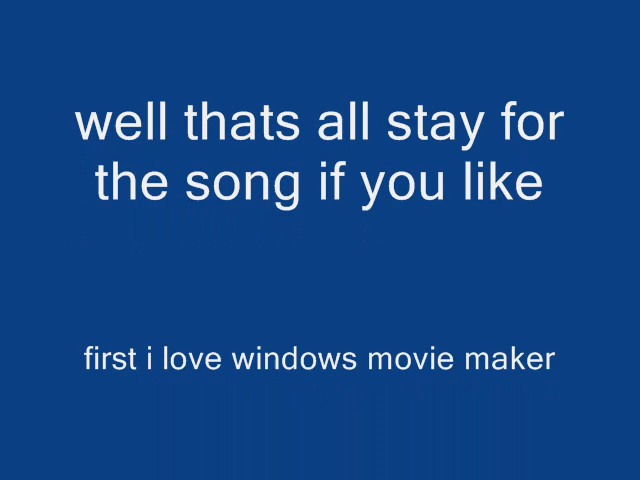 well thats all stay for
the song if you like
first i love windows movie maker